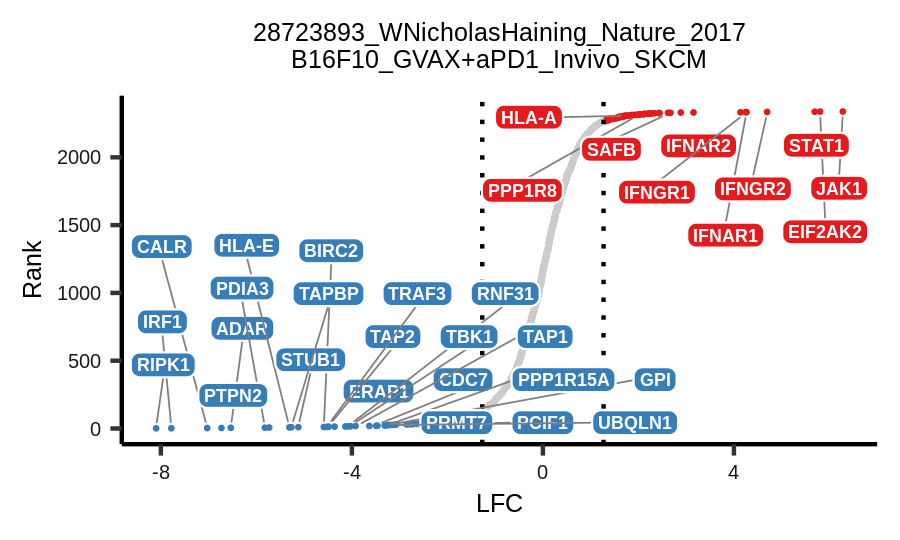 28723893_WNicholasHaining_Nature_2017
B16F10_GVAX+aPD1_Invivo_SKCM
HLA-A
SAFB
IFNAR2
STAT1
PPP1R8
IFNGR1
IFNGR2
JAK1
IFNAR1
EIF2AK2
CALR
HLA-E
BIRC2
PDIA3
TAPBP
TRAF3
RNF31
IRF1
ADAR
TAP2
TBK1
TAP1
RIPK1
STUB1
PTPN2
ERAP1
CDC7
PPP1R15A
GPI
PRMT7
PCIF1
UBQLN1
2000
1500
1000
500
0
Rank
-8
-4
0
4
LFC